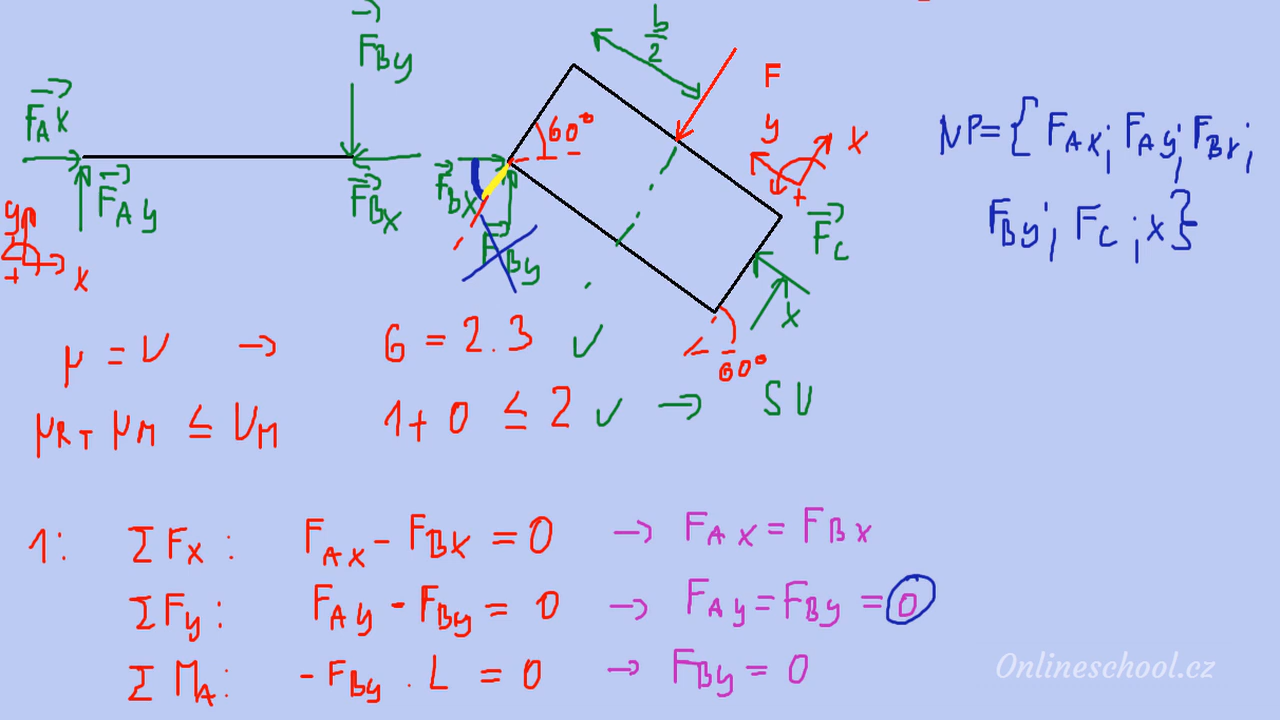 F_By
b/2
F
F_Ax
60°
y
x
NP = { F_Ax; F_Ay; F_Bx;
F_By; F_C; x }
F_Ay
F_Bx
F_Bx
+
F_C
y
+
x
F_By
x
60°
μ = ν → 6 = 2.3 ✓
μ_R + μ_M ≤ ν_M 1 + 0 ≤ 2 ✓ → SU
1: ΣF_x: F_Ax - F_Bx = 0 → F_Ax = F_Bx
ΣF_y: F_Ay - F_By = 0 → F_Ay = F_By = 0
ΣM_A: -F_By . L = 0 → F_By = 0
Onlineschool.cz